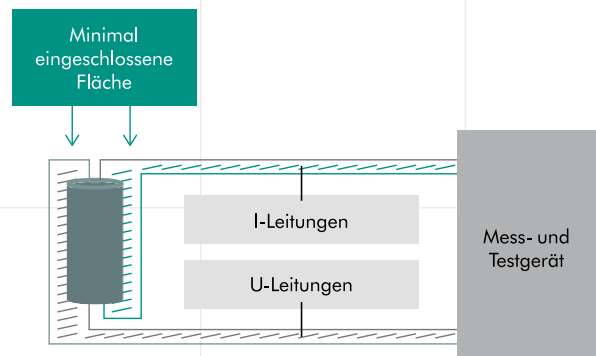 Minimal
eingeschlossene
Fläche
I-Leitungen
U-Leitungen
Mess- und
Testgerät